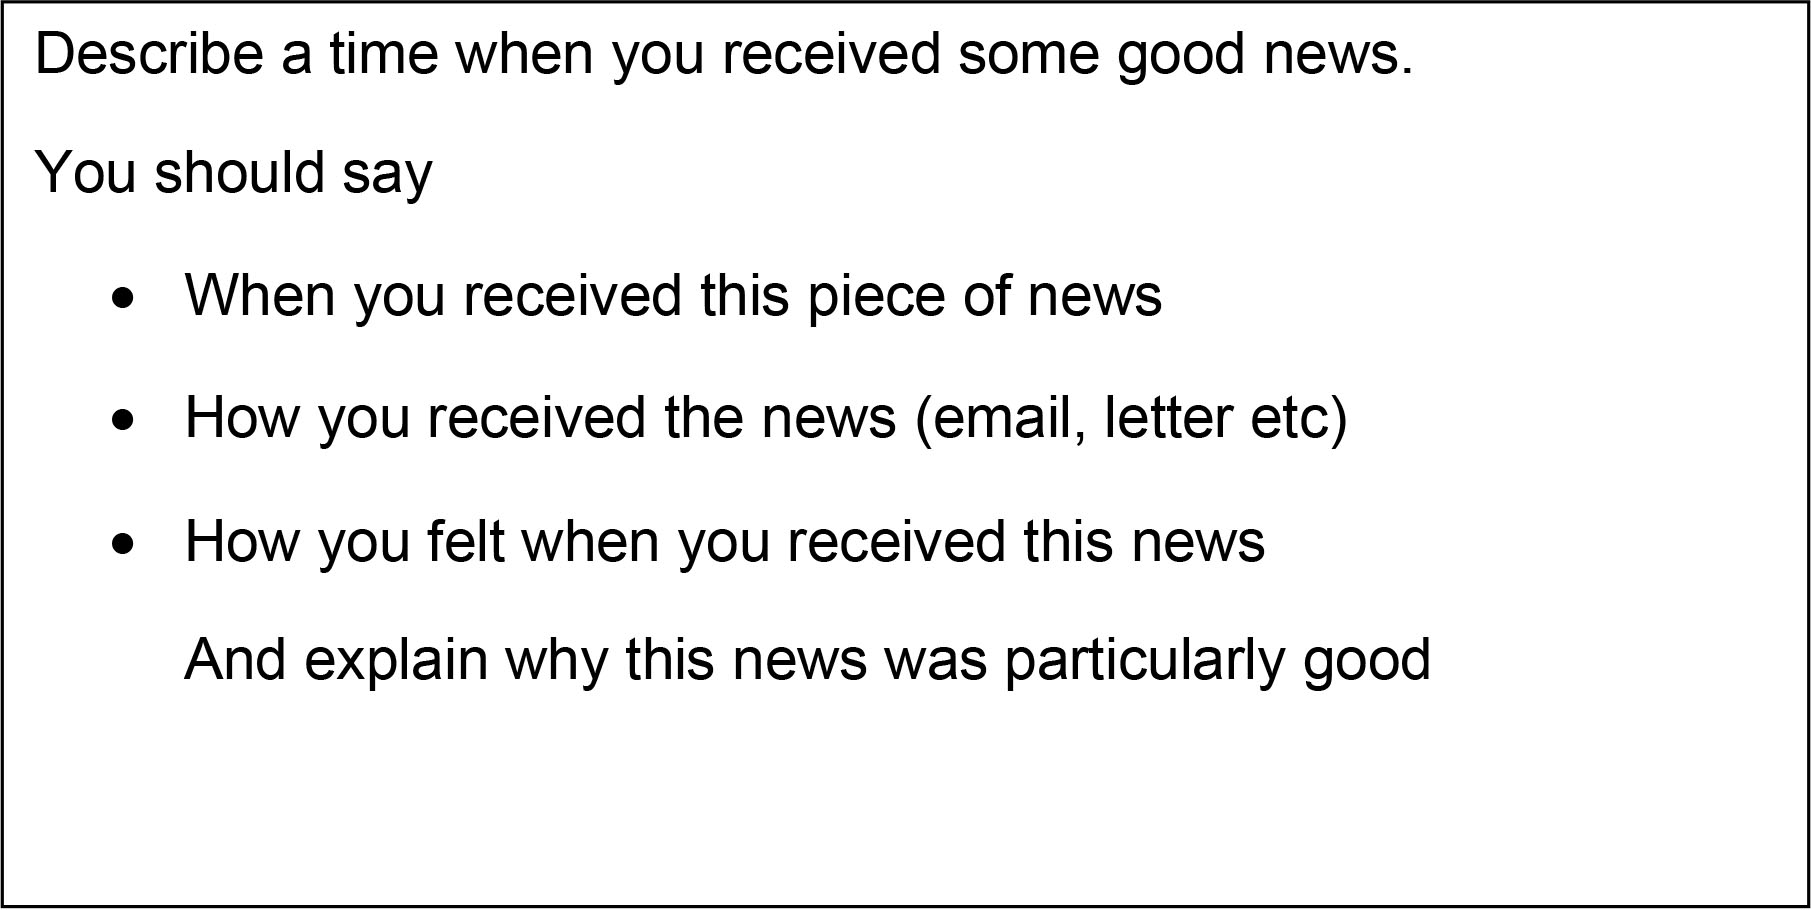 Describe a time when you received some good news.
You should say
• When you received this piece of news
• How you received the news (email, letter etc)
• How you felt when you received this news
And explain why this news was particularly good